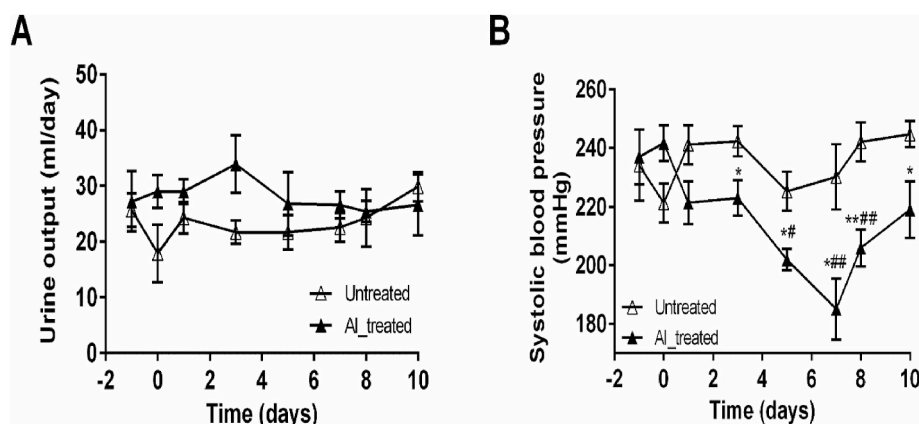 A
B
Urine output (ml/day)
50
40
30
20
10
0
-2
0
2
4
6
8
10
Time (days)
Untreated
AI_treated
Systolic blood pressure
(mmHg)
260
240
220
200
180
-2
0
2
4
6
8
10
Time (days)
Untreated
AI_treated
*
*#
*##
**##
*